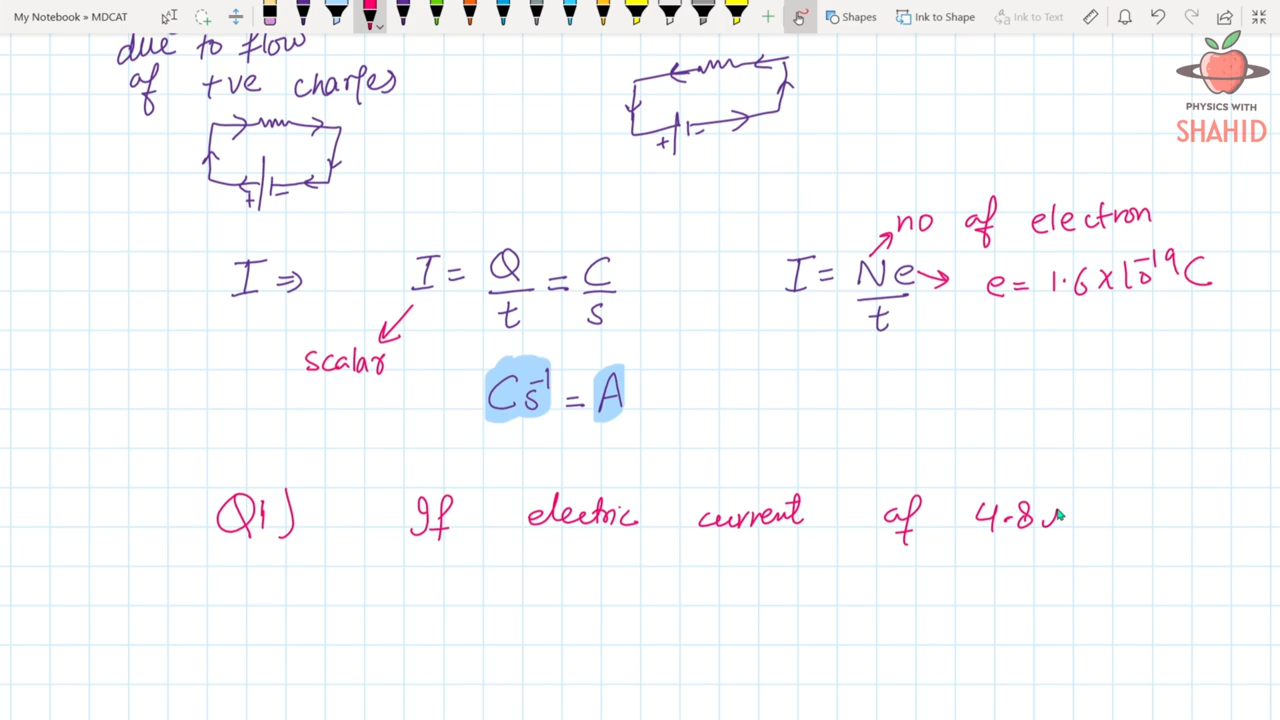 My Notebook » MDCAT
Shapes
Ink to Shape
Ink to Text
due to flow
of +ve charges
+ -
+ -
PHYSICS WITH
SHAHID
no of electron
I ⇒ I = Q/t = C/s
I = Ne/t
e = 1.6×10⁻¹⁹ C
scalar
Cs⁻¹ = A
Q1) If electric current of 4.8